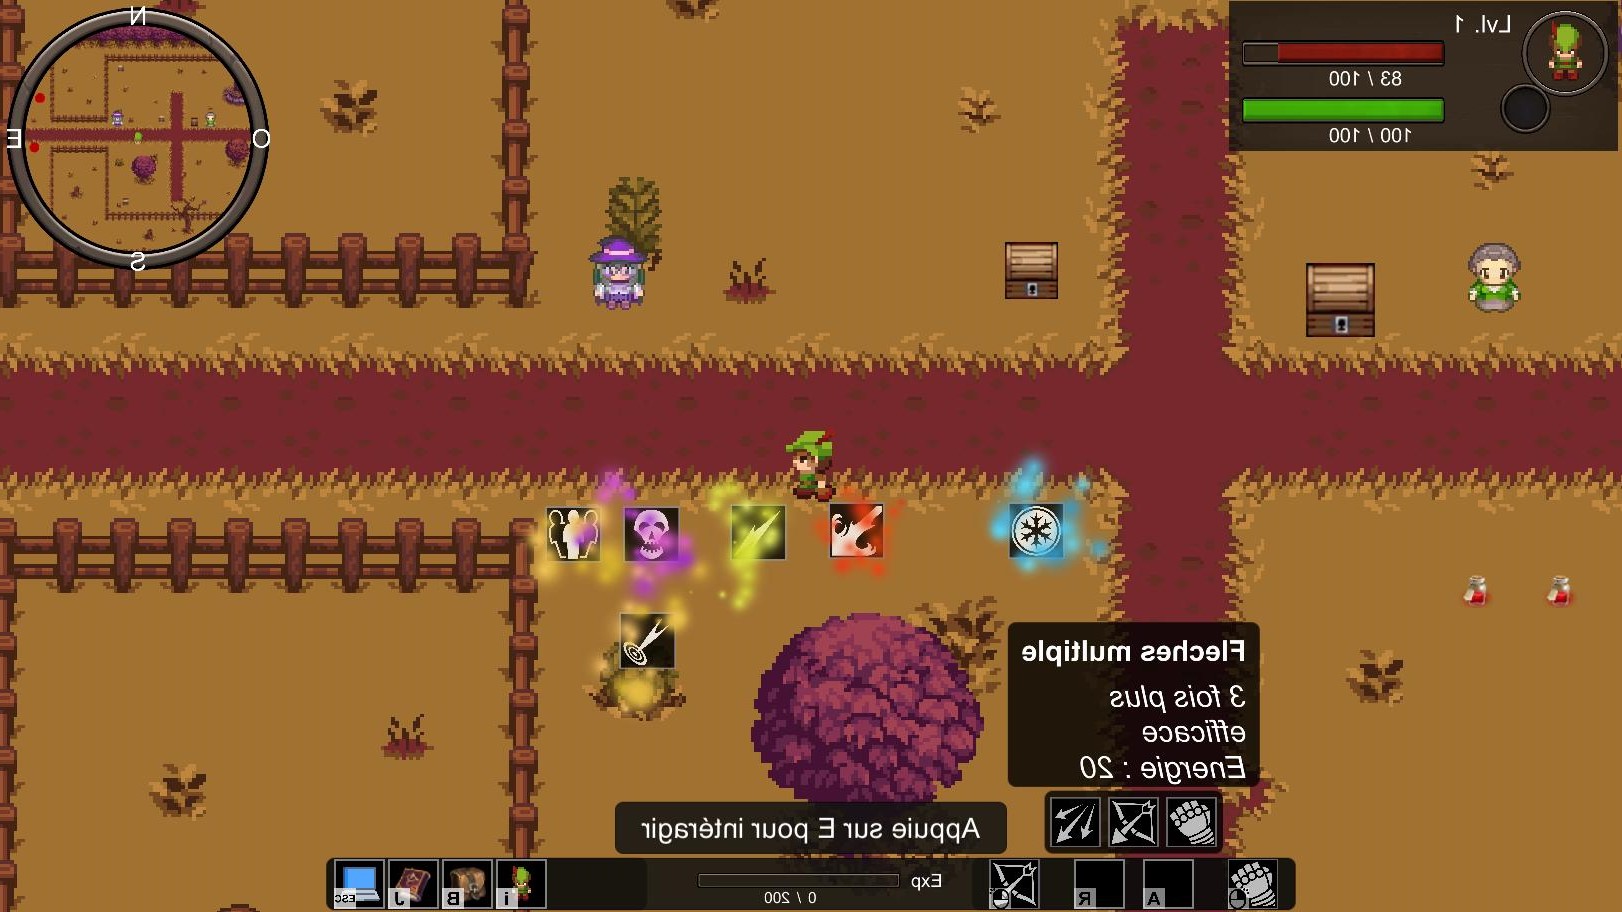 N
O
E
S
Lvl. 1
83 / 100
100 / 100
Fleches multiple
3 fois plus
efficace
Energie : 20
Appuie sur E pour intéragir
A
R
Exp
0 / 200
i
B
J
ESC